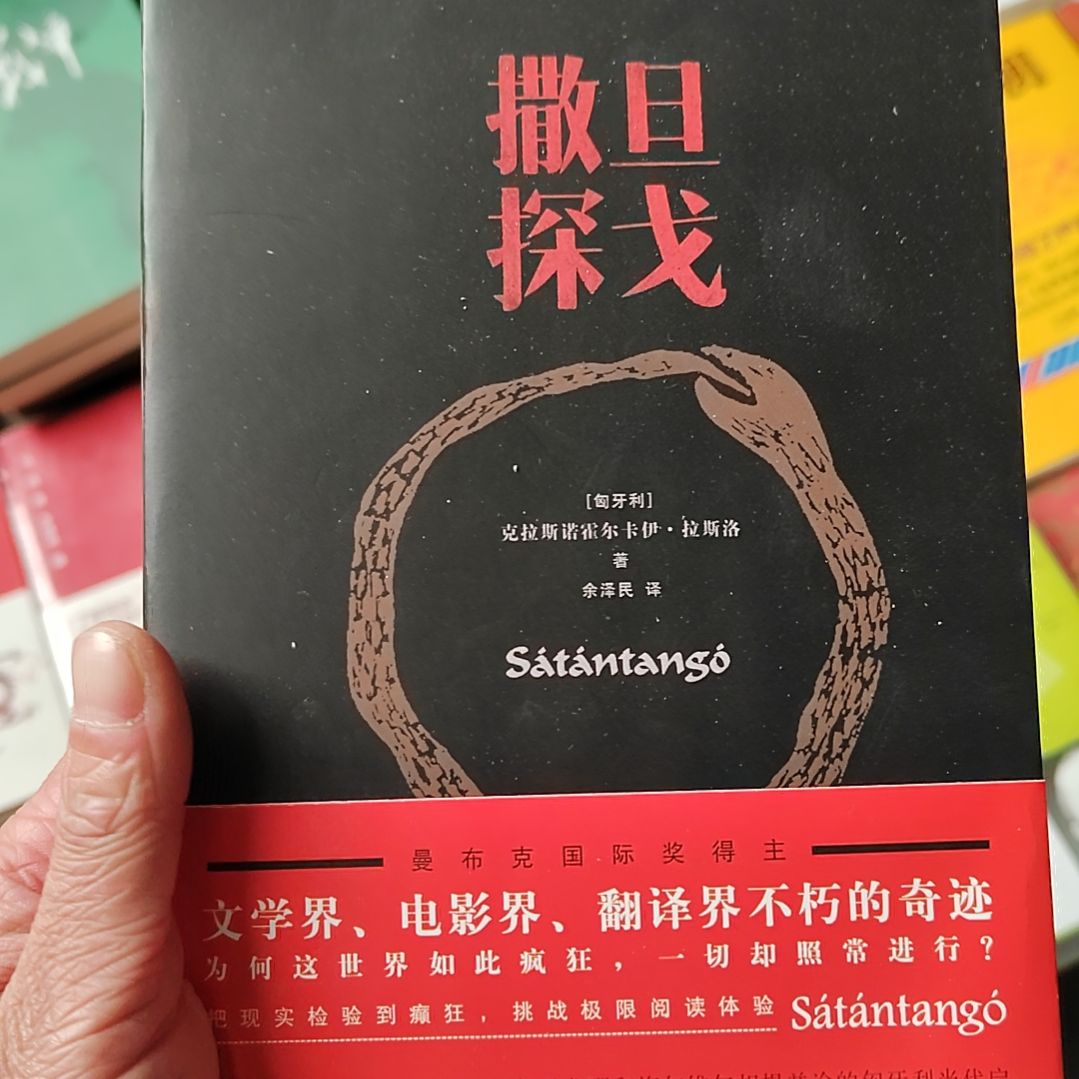 撒旦
探戈
[匈牙利]
克拉斯诺霍尔卡伊·拉斯洛
著
余泽民 译
Sátántangó
曼布克国际奖得主
文学界、电影界、翻译界不朽的奇迹
为何这世界如此疯狂，一切却照常进行？
把现实检验到癫狂，挑战极限阅读体验 Sátántangó